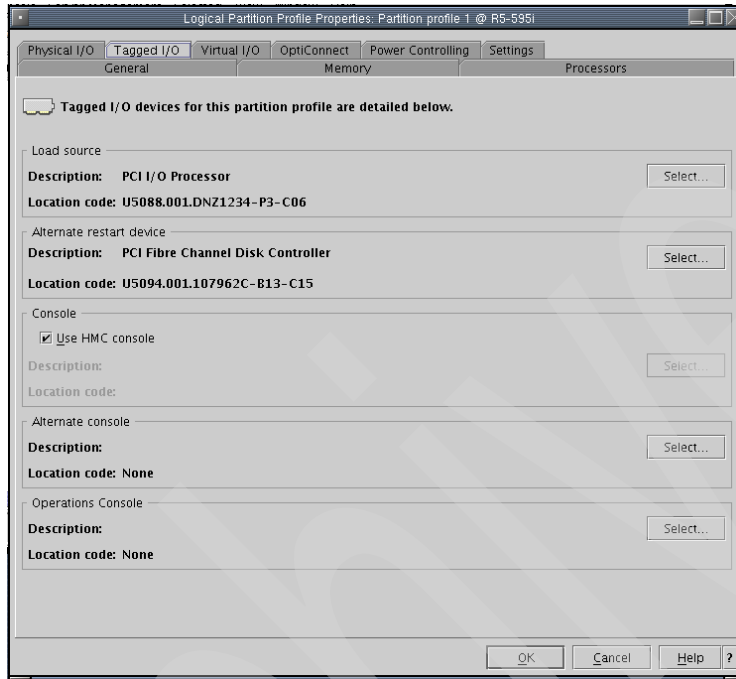 Logical Partition Profile Properties: Partition profile 1 @ R5-595i
Physical I/O Tagged I/O Virtual I/O OptiConnect Power Controlling Settings
General Memory Processors
Tagged I/O devices for this partition profile are detailed below.
Load source
Description: PCI I/O Processor Select...
Location code: U5088.001.DNZ1234-P3-C06
Alternate restart device
Description: PCI Fibre Channel Disk Controller Select...
Location code: U5094.001.107962C-B13-C15
Console
Use HMC console
Description: Select...
Location code:
Alternate console
Description: Select...
Location code: None
Operations Console
Description: Select...
Location code: None
OK Cancel Help ?